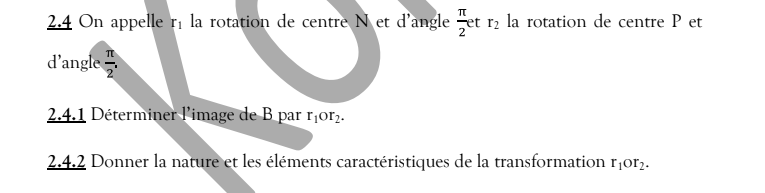 2.4 On appelle r₁ la rotation de centre N et d'angle π/2 et r₂ la rotation de centre P et
d'angle π/2.
2.4.1 Déterminer l'image de B par r₁or₂.
2.4.2 Donner la nature et les éléments caractéristiques de la transformation r₁or₂.